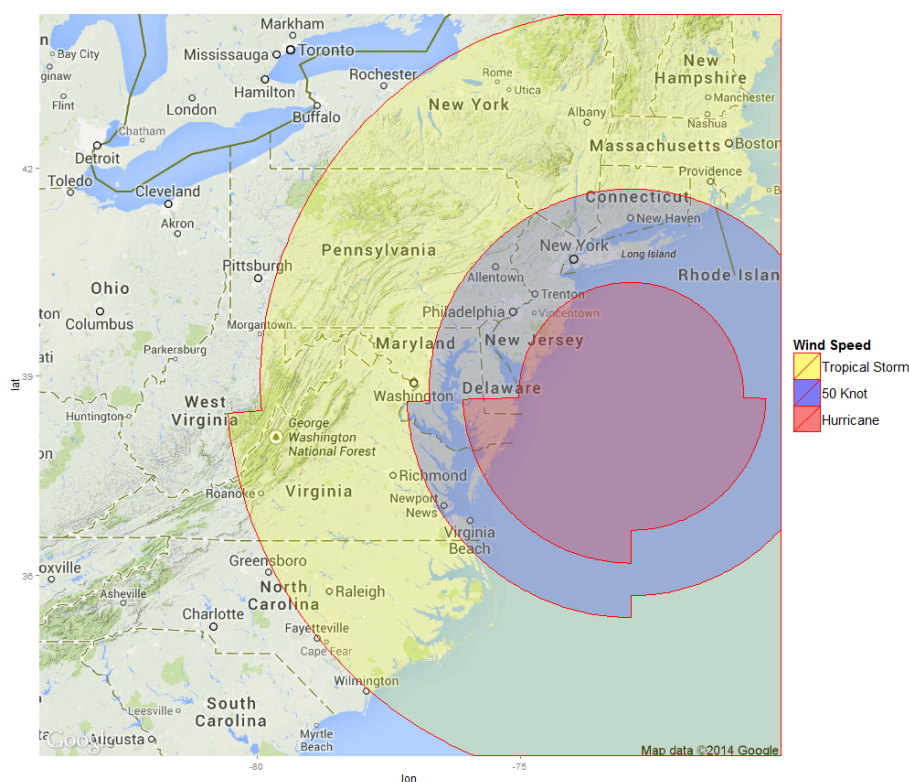 Markham
Bay City
Mississauga
Toronto
ginaw
Hamilton
Rochester
Rome
New
Hampshire
Flint
London
Buffalo
New York
Utica
Manchester
Albany
Nashua
Chatham
Detroit
Massachusetts
Boston
42
Toledo
Providence
Cleveland
Connecticut
Akron
New Haven
Pennsylvania
New York
Long Island
Pittsburgh
Allentown
Rhode Islan
Ohio
Trenton
Columbus
Philadelphia
Vincentown
Morgantown
New Jersey
Maryland
Parkersburg
Wind Speed
Tropical Storm
50 Knot
Hurricane
39
lat
Washington
Delaware
West
Virginia
Huntington
George
Washington
National Forest
Richmond
Roanoke
Virginia
Newport
News
Virginia
Beach
36
oxville
Greensboro
North
Carolina
Raleigh
Asheville
Charlotte
Fayetteville
Cape Fear
Wilmington
Leesville
South
Carolina
Myrtle
Beach
Google
Augusta
Map data ©2014 Google
-80
-75
lon